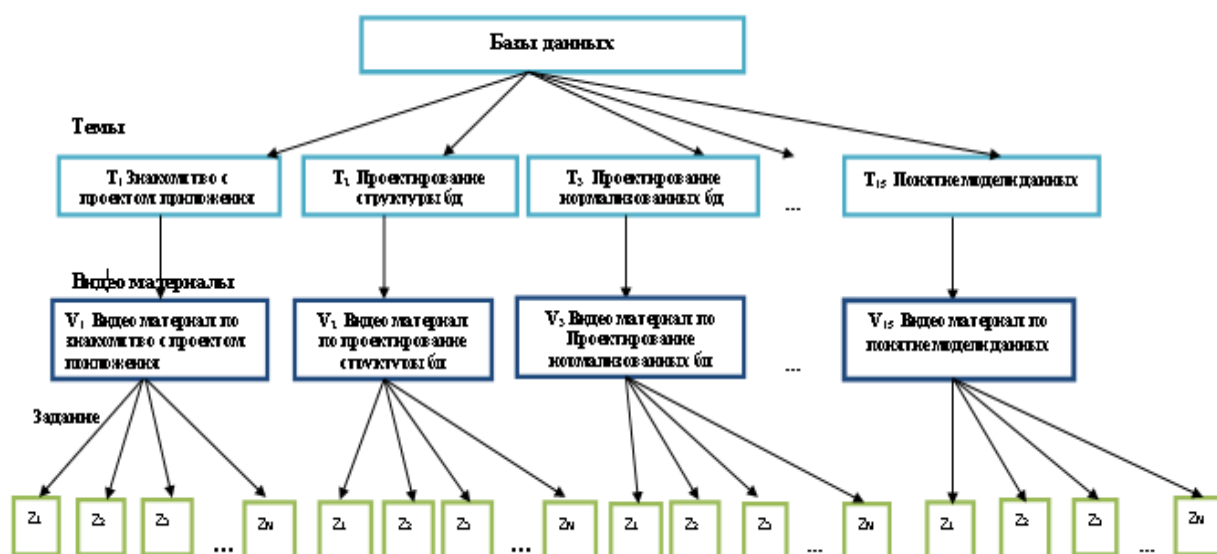 Базы данных
Темы
T1 Знакомство с
проектом приложения
T2 Проектирование
структуры бд
T3 Проектирование
нормализованных бд
...
T15 Понятие модели данных
Видео материалы
V1 Видео материал по
знакомство с проектом
приложения
V2 Видео материал
по проектирование
структуры бд
V3 Видео материал по
Проектирование
нормализованных бд
...
V15 Видео материал по
понятие модели данных
Задание
Z1
Z2
Z3
...
ZN
Z1
Z2
Z3
...
ZN
Z1
Z2
Z3
...
ZN
Z1
Z2
Z3
...
ZN